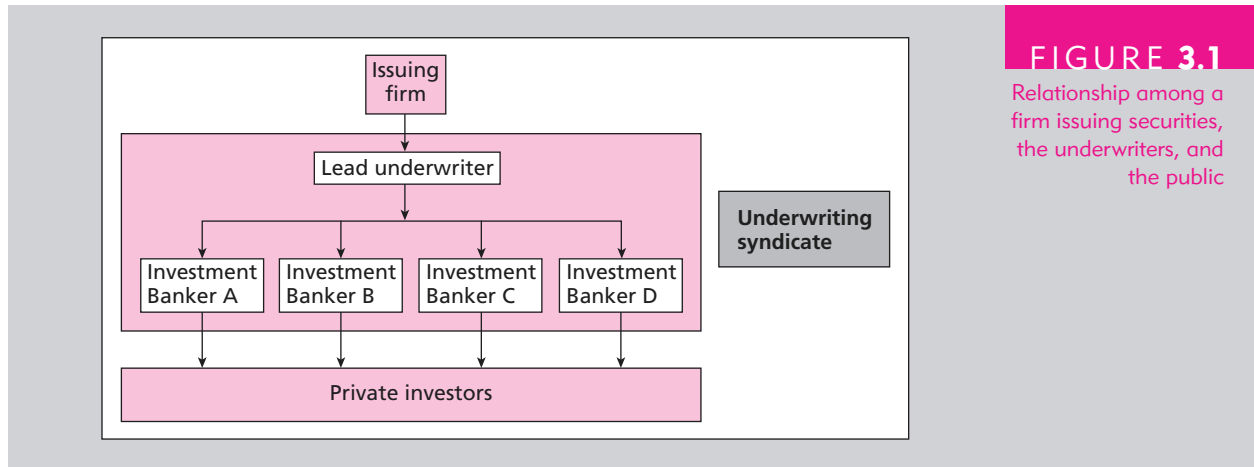 FIGURE 3.1
Relationship among a
firm issuing securities,
the underwriters, and
the public
Issuing
firm
Lead underwriter
Underwriting
syndicate
Investment
Banker A
Investment
Banker B
Investment
Banker C
Investment
Banker D
Private investors